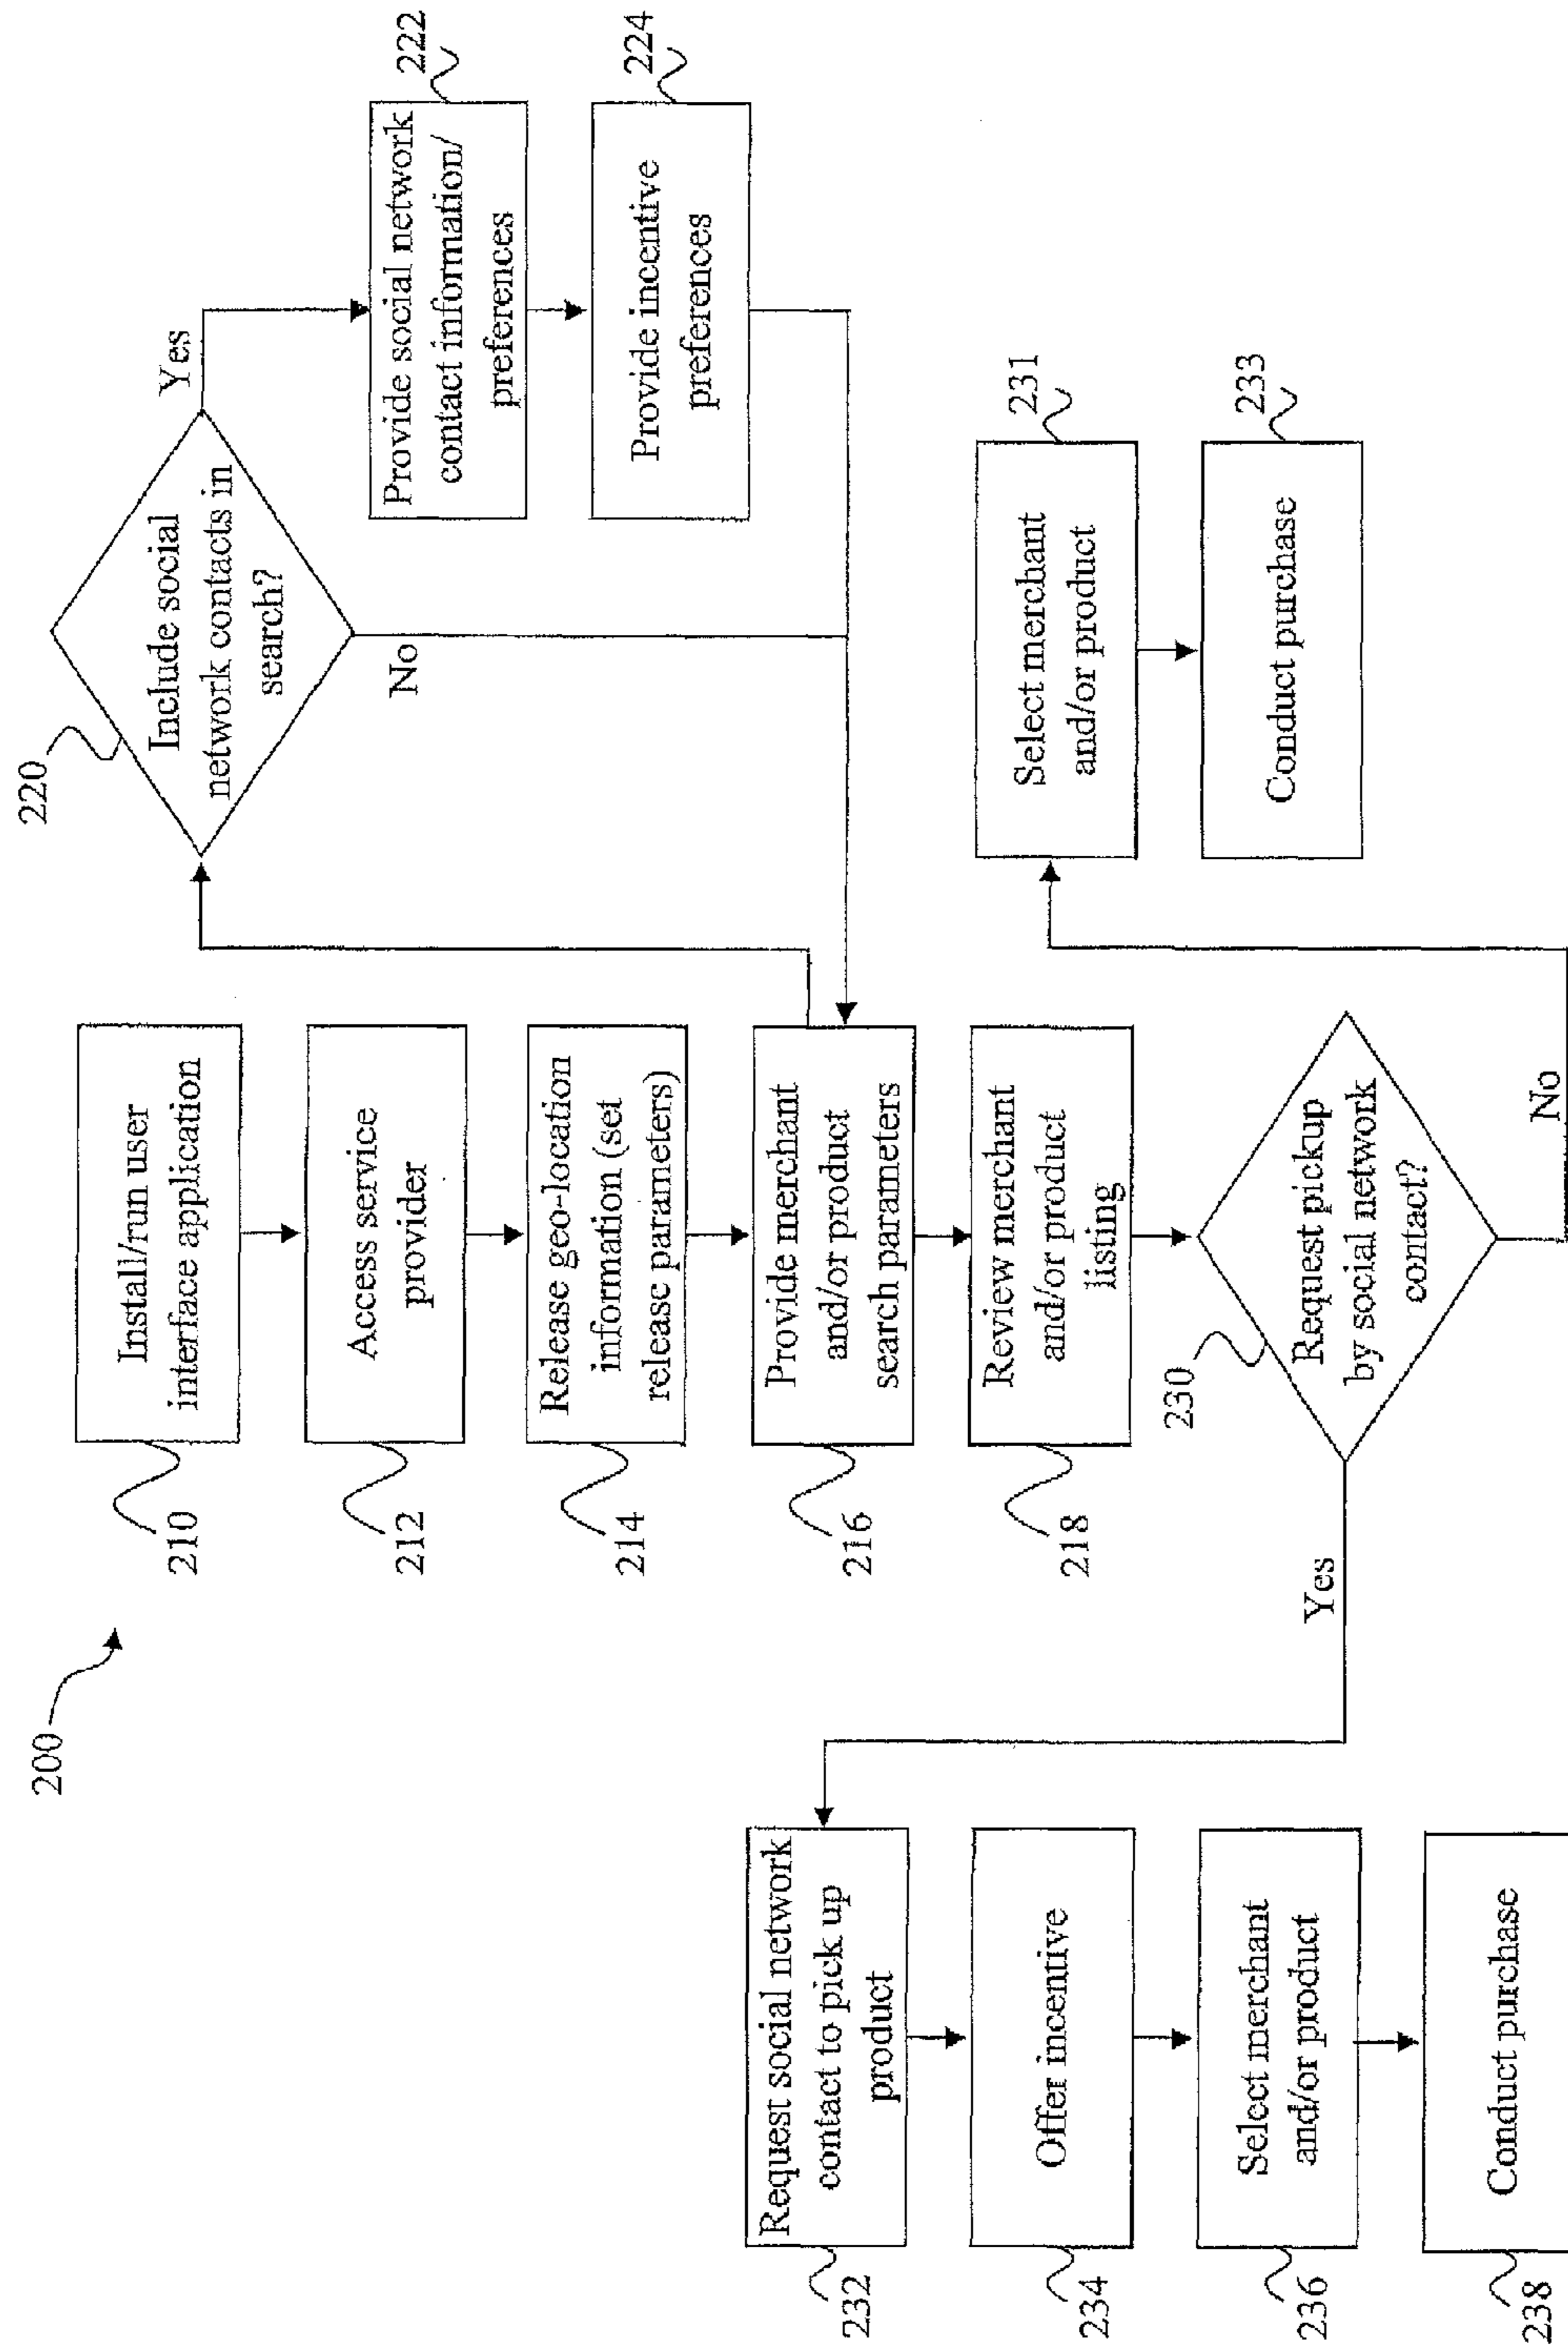 200
210
Install/run user
interface application
212
Access service
provider
214
Release geo-location
information (set
release parameters)
216
Provide merchant
and/or product
search parameters
218
Review merchant
and/or product
listing
220
Include social
network contacts in
search?
Yes
No
222
Provide social network
contact information/
preferences
224
Provide incentive
preferences
230
Request pickup
by social network
contact?
Yes
No
231
Select merchant
and/or product
233
Conduct purchase
232
Request social network
contact to pick up
product
234
Offer incentive
236
Select merchant
and/or product
238
Conduct purchase